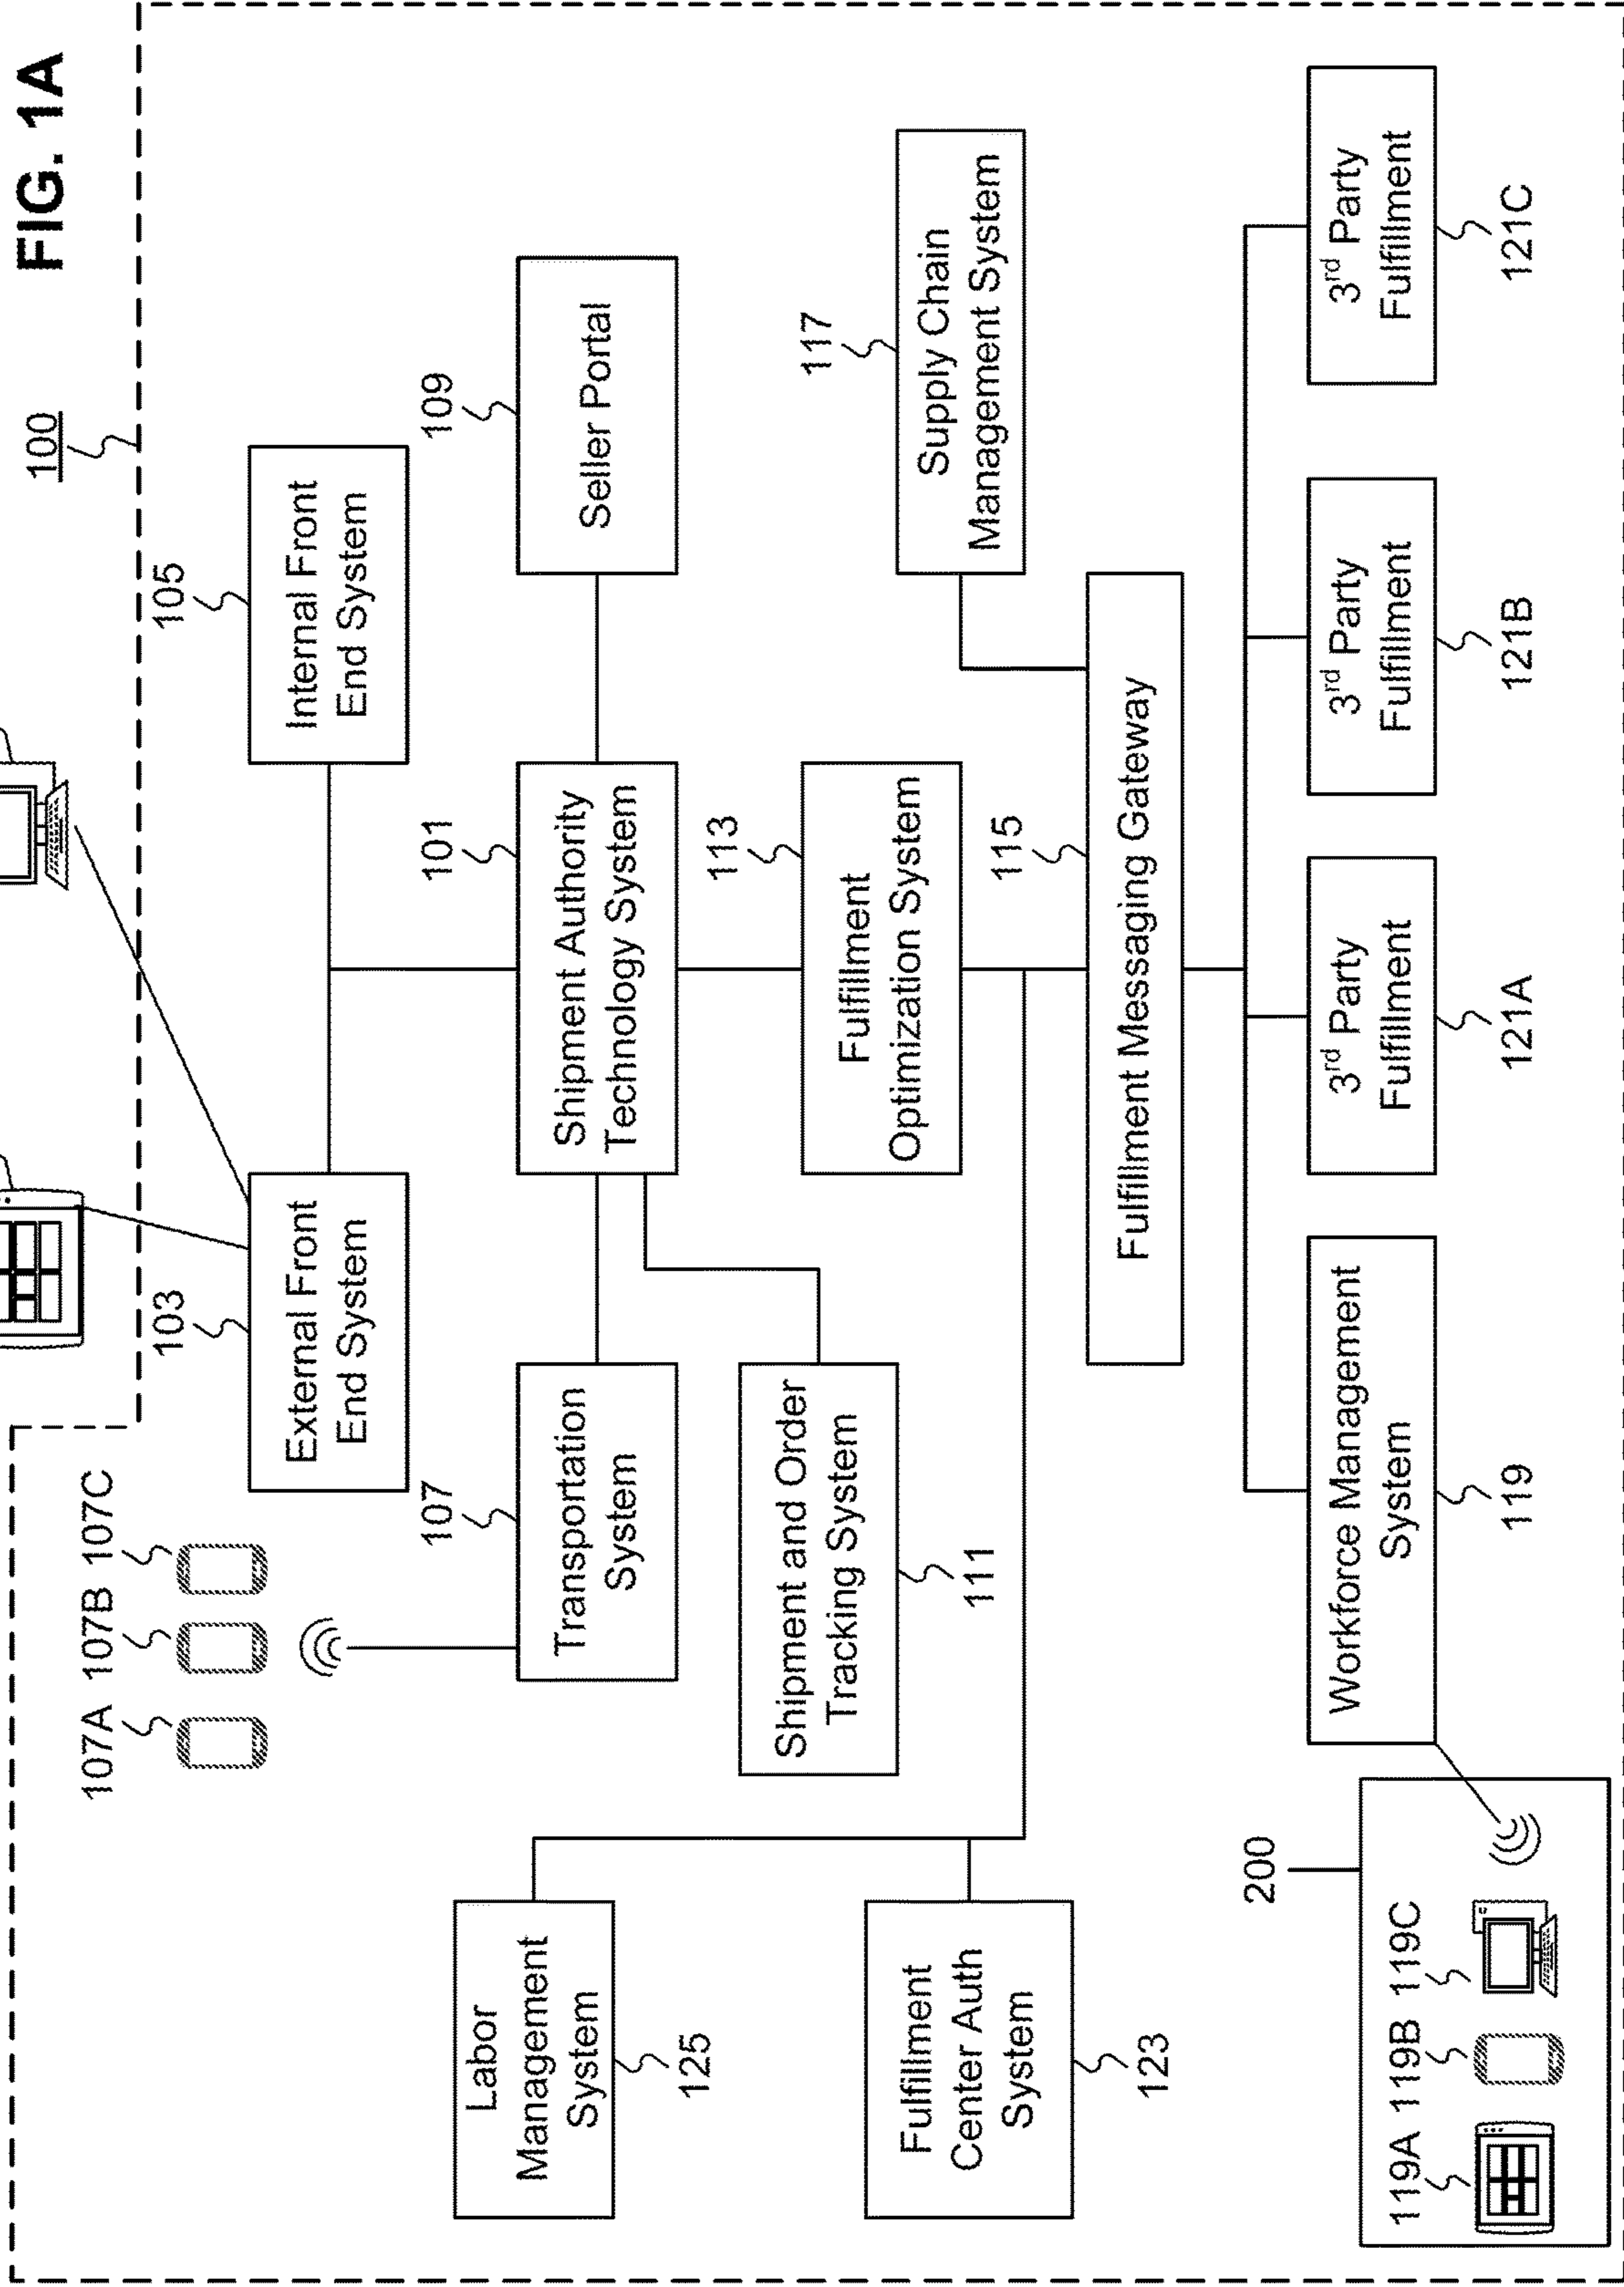 FIG. 1A
100
103
External Front
End System
105
Internal Front
End System
107A
107B
107C
107
Transportation
System
101
Shipment Authority
Technology System
109
Seller Portal
Shipment and Order
Tracking System
111
113
Fulfillment
Optimization System
117
Supply Chain
Management System
Labor
Management
System
125
Fulfillment
Center Auth
System
123
115
Fulfillment Messaging Gateway
200
119A
119B
119C
Workforce Management
System
119
3rd Party
Fulfillment
121A
3rd Party
Fulfillment
121B
3rd Party
Fulfillment
121C